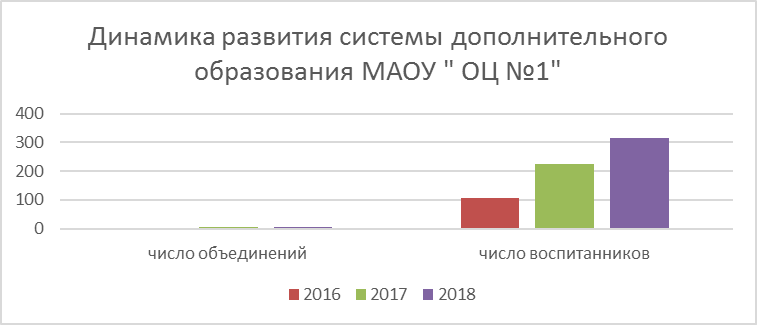 Динамика развития системы дополнительного
образования МАОУ " ОЦ №1"
400
300
200
100
0
число объединений
число воспитанников
2016
2017
2018